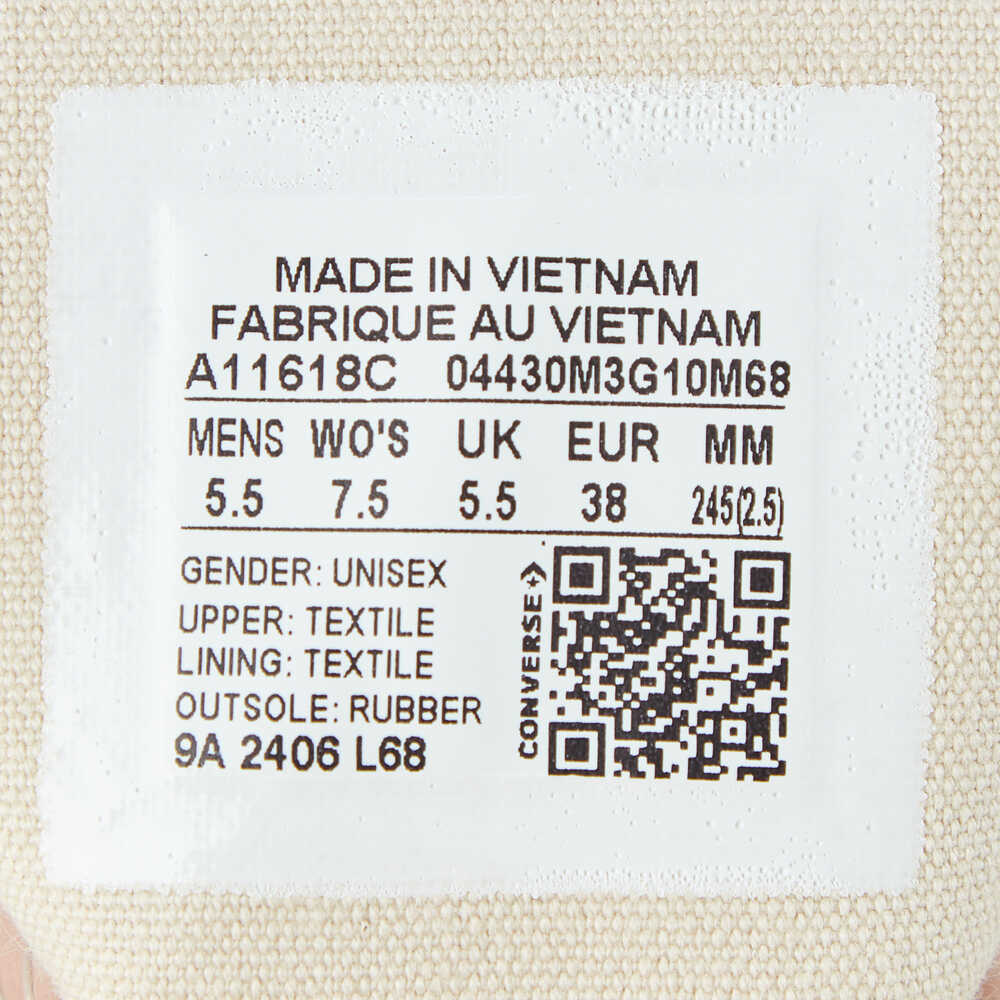 MADE IN VIETNAM
FABRIQUE AU VIETNAM
A11618C 04430M3G10M68
MENS WO'S UK EUR MM
5.5 7.5 5.5 38 245(2.5)
GENDER: UNISEX
UPPER: TEXTILE
LINING: TEXTILE
OUTSOLE: RUBBER
9A 2406 L68
CONVERSE